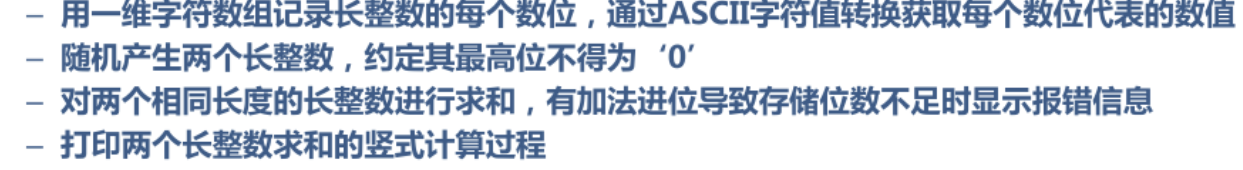 – 用一维字符数组记录长整数的每个数位，通过ASCII字符值转换获取每个数位代表的数值
– 随机产生两个长整数，约定其最高位不得为‘0’
– 对两个相同长度的长整数进行求和，有加法进位导致存储位数不足时显示报错信息
– 打印两个长整数求和的竖式计算过程